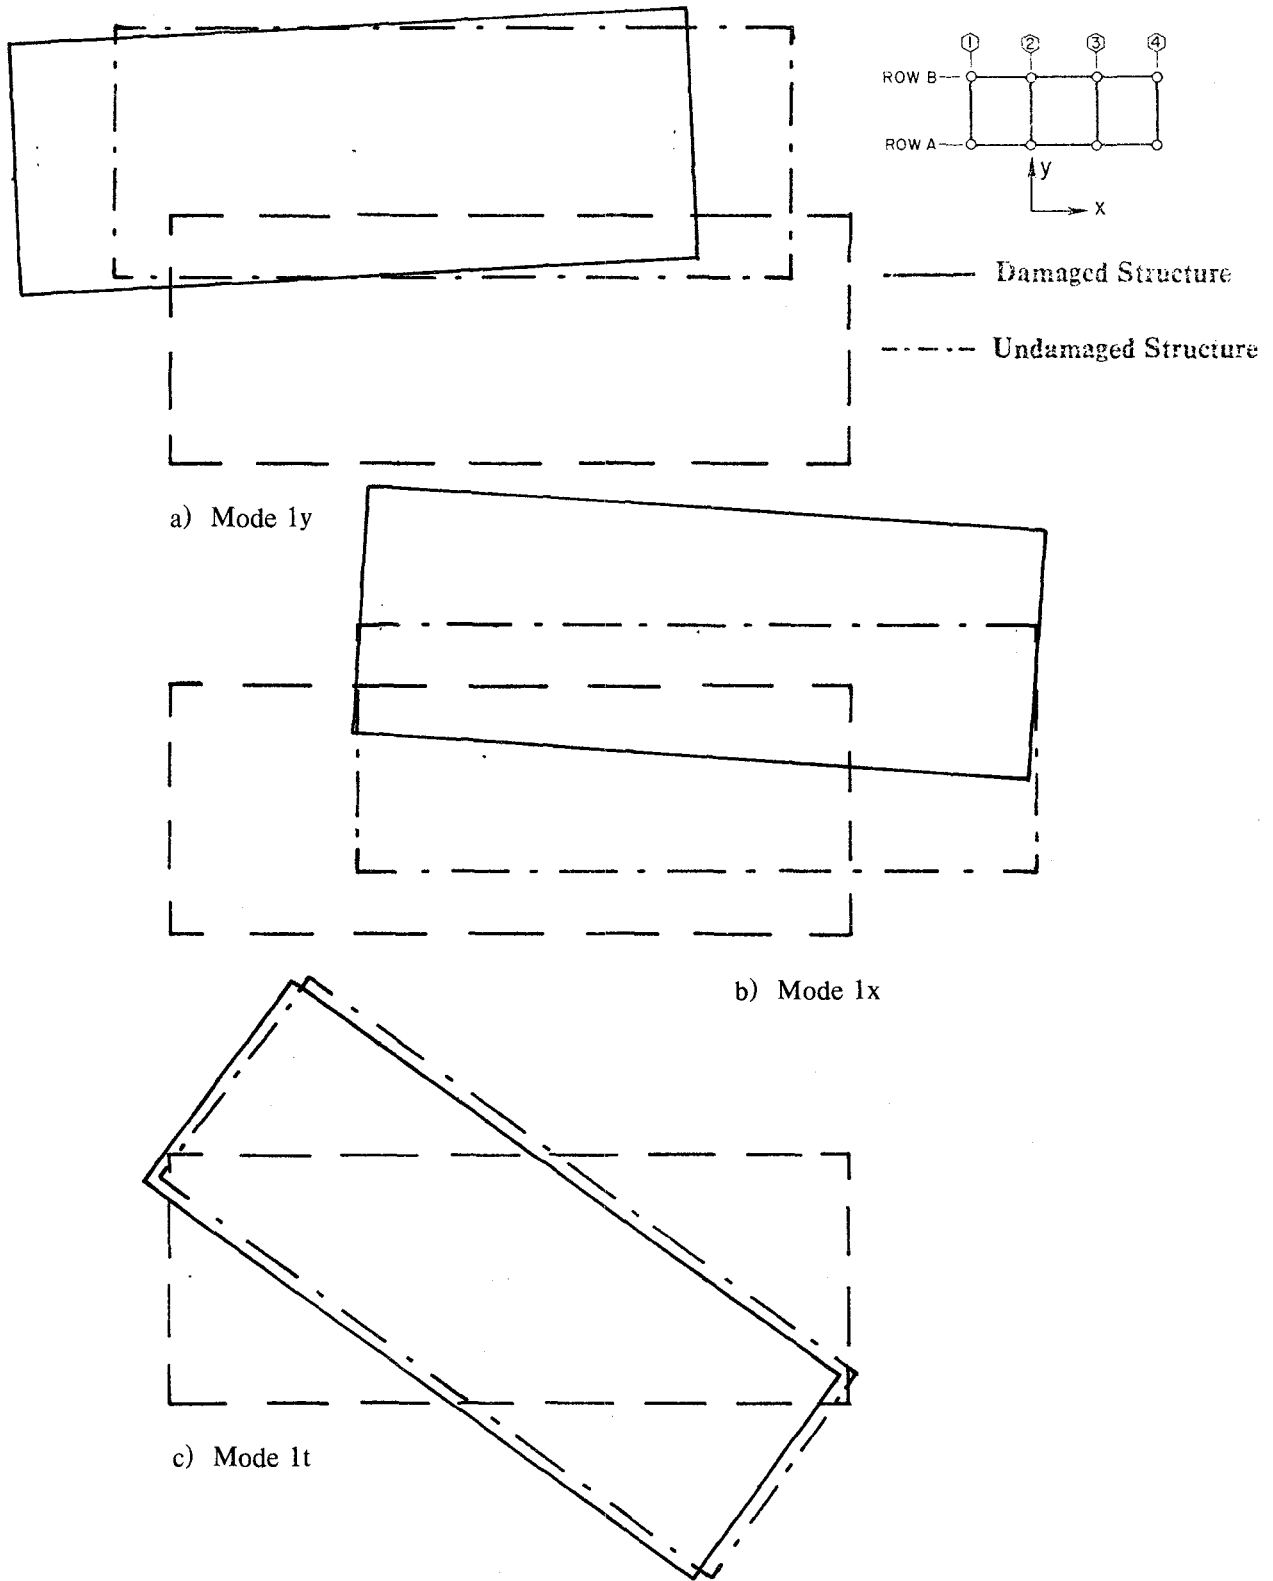 1 2 3 4
ROW B
ROW A
y
x
Damaged Structure
Undamaged Structure
a) Mode 1y
b) Mode 1x
c) Mode 1t